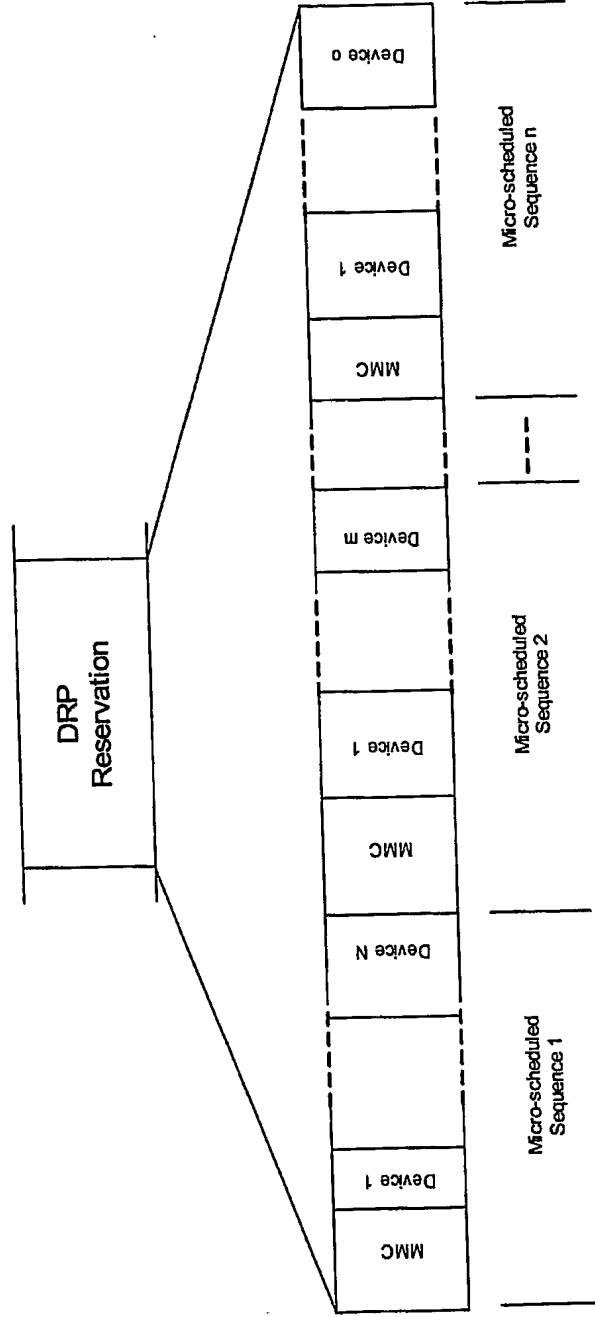 DRP
Reservation
MMC
Device 1
Device N
MMC
Device 1
Device m
MMC
Device 1
Device o
Micro-scheduled
Sequence 1
Micro-scheduled
Sequence 2
Micro-scheduled
Sequence n